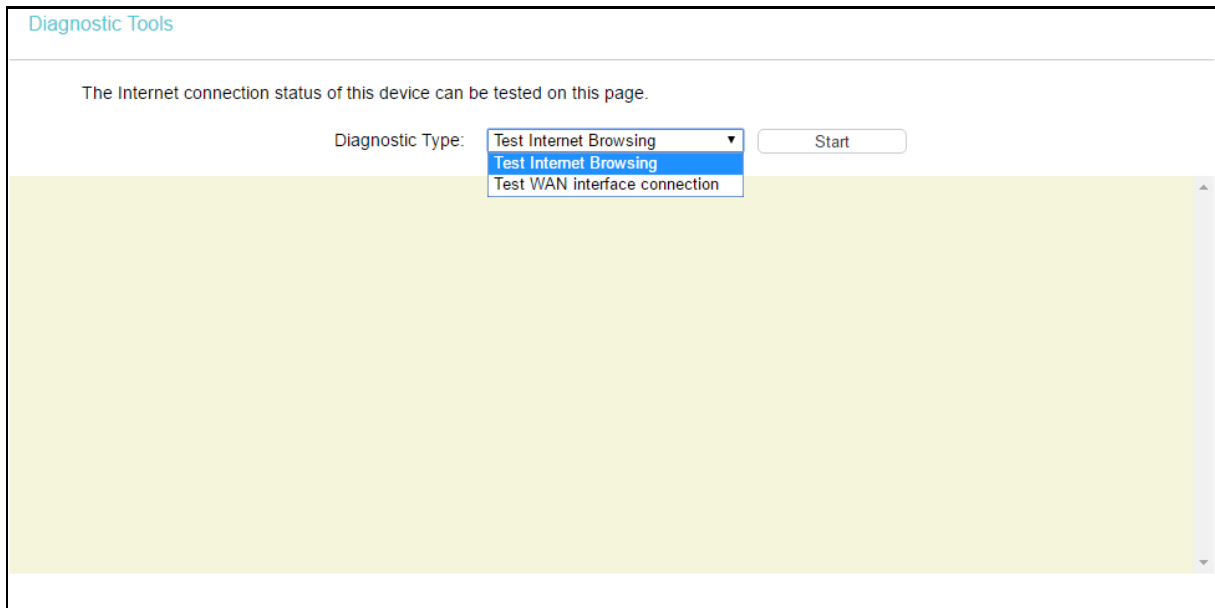 Diagnostic Tools
The Internet connection status of this device can be tested on this page.
Diagnostic Type: Test Internet Browsing Start
Test Internet Browsing
Test WAN interface connection